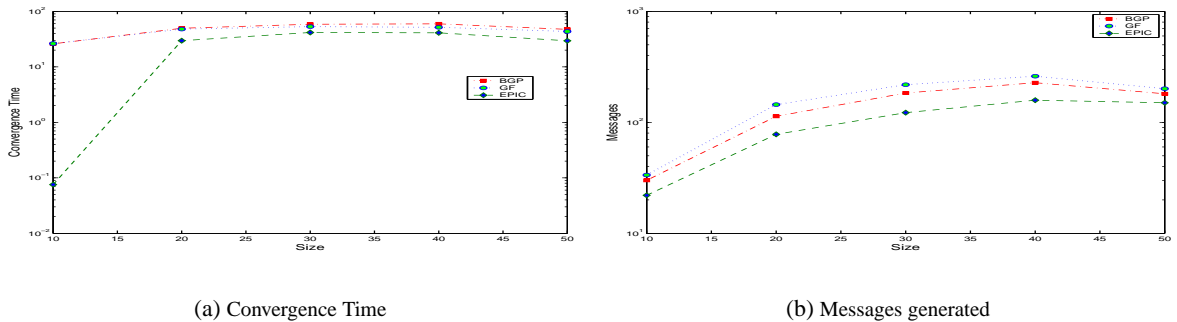 10^2
10^1
10^0
10^-1
10^-2
Convergence Time
10 15 20 25 30 35 40 45 50
Size
BGP
GF
EPIC
(a) Convergence Time
10^3
10^2
10^1
Messages
10 15 20 25 30 35 40 45 50
Size
BGP
GF
EPIC
(b) Messages generated